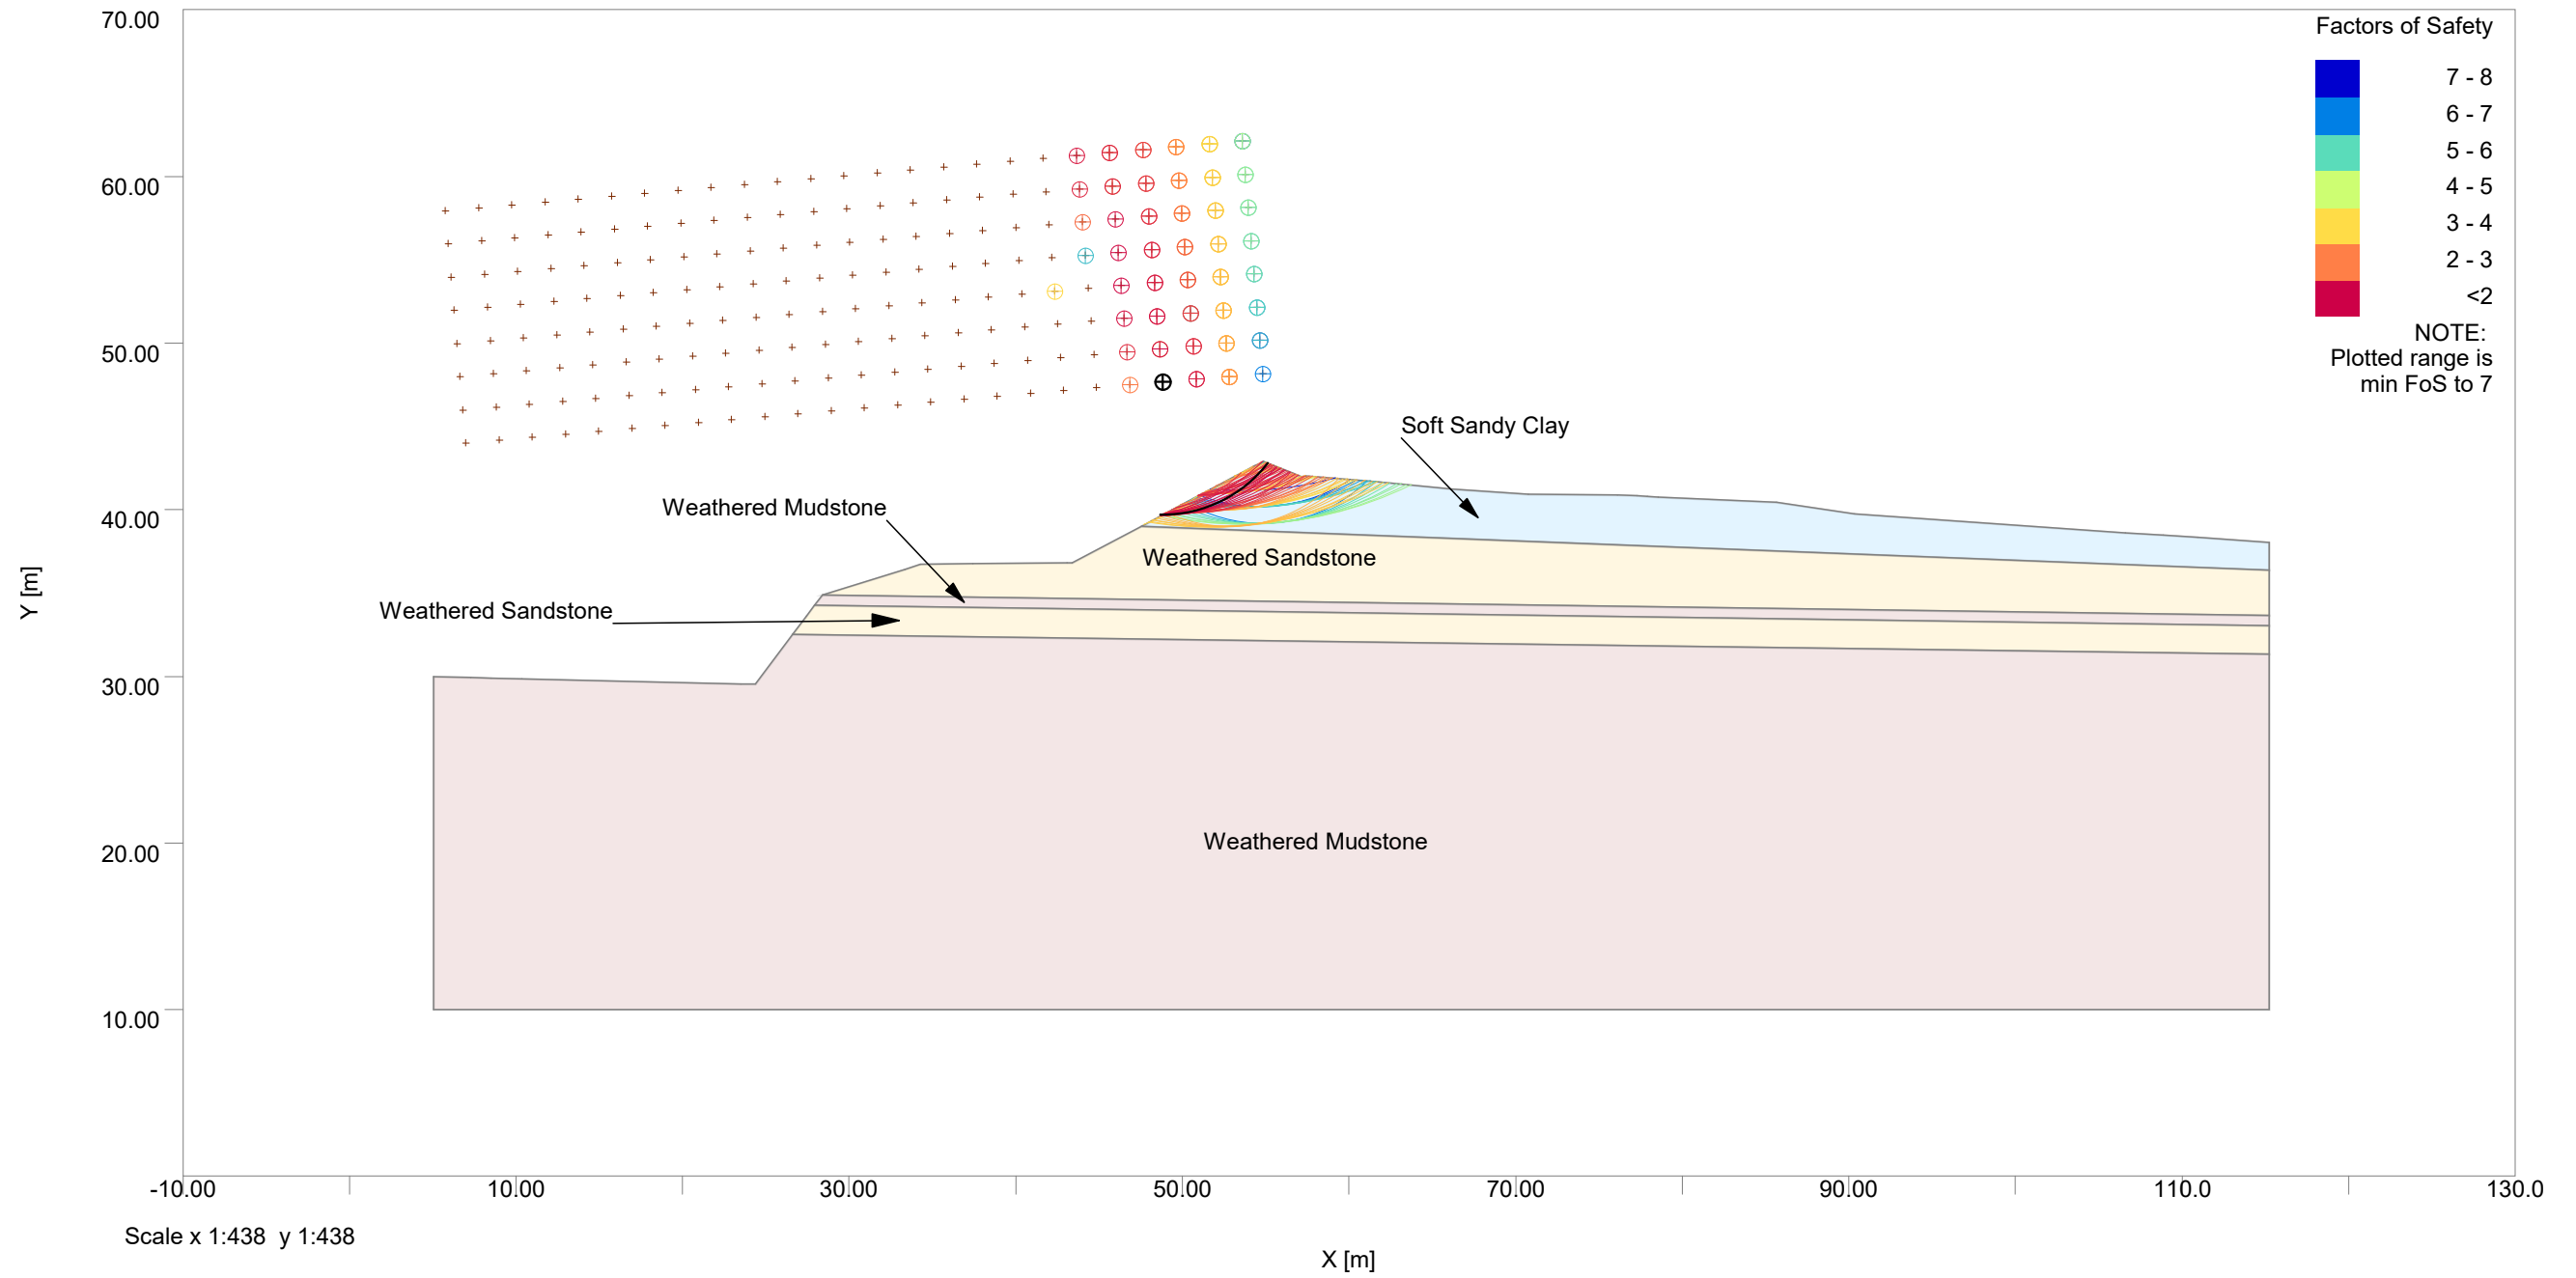 70.00
Factors of Safety
7 - 8
6 - 7
5 - 6
4 - 5
3 - 4
2 - 3
<2
NOTE:
Plotted range is
min FoS to 7
60.00
50.00
Soft Sandy Clay
Weathered Mudstone
40.00
Weathered Sandstone
Y [m]
Weathered Sandstone
30.00
Weathered Mudstone
20.00
10.00
-10.00 10.00 30.00 50.00 70.00 90.00 110.0 130.0
Scale x 1:438 y 1:438
X [m]